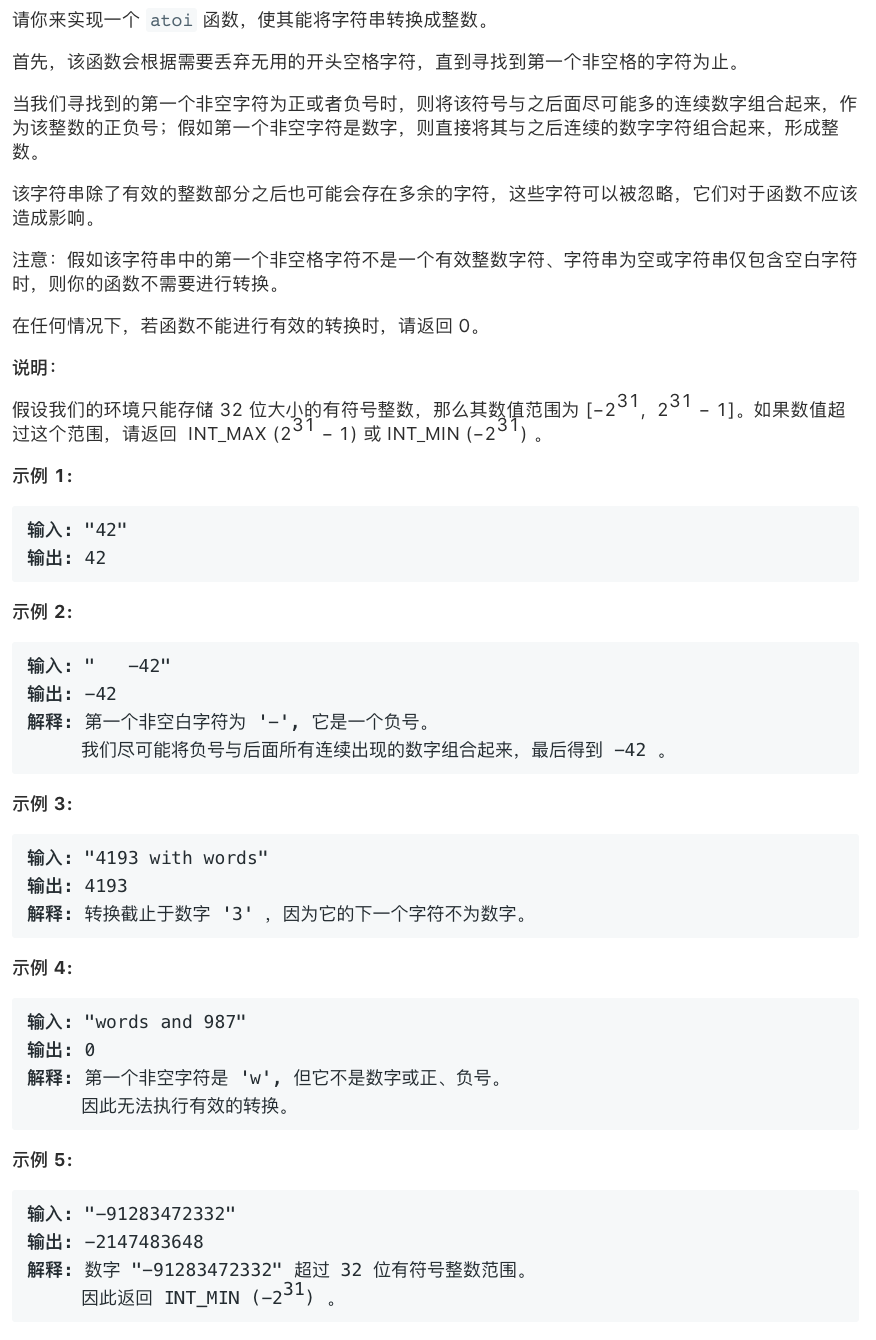 请你来实现一个 atoi 函数，使其能将字符串转换成整数。
首先，该函数会根据需要丢弃无用的开头空格字符，直到寻找到第一个非空格的字符为止。
当我们寻找到的第一个非空字符为正或者负号时，则将该符号与之后面尽可能多的连续数字组合起来，作
为该整数的正负号；假如第一个非空字符是数字，则直接将其与之后连续的数字字符组合起来，形成整
数。
该字符串除了有效的整数部分之后也可能会存在多余的字符，这些字符可以被忽略，它们对于函数不应该
造成影响。
注意：假如该字符串中的第一个非空格字符不是一个有效整数字符、字符串为空或字符串仅包含空白字符
时，则你的函数不需要进行转换。
在任何情况下，若函数不能进行有效的转换时，请返回 0。
说明：
假设我们的环境只能存储 32 位大小的有符号整数，那么其数值范围为 [−2^31, 2^31 − 1]。如果数值超
过这个范围，请返回 INT_MAX (2^31 − 1) 或 INT_MIN (−2^31) 。
示例 1:
输入: "42"
输出: 42
示例 2:
输入: "   -42"
输出: -42
解释: 第一个非空白字符为 '-', 它是一个负号。
我们尽可能将负号与后面所有连续出现的数字组合起来，最后得到 -42 。
示例 3:
输入: "4193 with words"
输出: 4193
解释: 转换截止于数字 '3' ，因为它的下一个字符不为数字。
示例 4:
输入: "words and 987"
输出: 0
解释: 第一个非空字符是 'w', 但它不是数字或正、负号。
因此无法执行有效的转换。
示例 5:
输入: "-91283472332"
输出: -2147483648
解释: 数字 "-91283472332" 超过 32 位有符号整数范围。
因此返回 INT_MIN (−2^31) 。